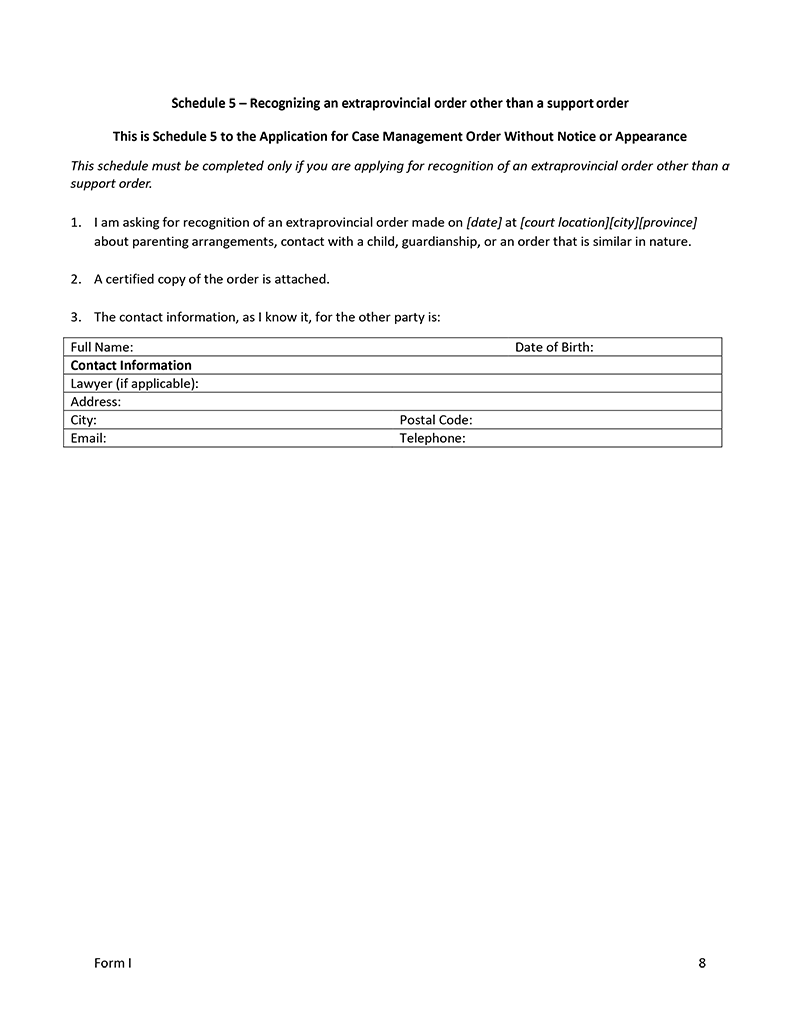 Schedule 5 – Recognizing an extraprovincial order other than a support order
This is Schedule 5 to the Application for Case Management Order Without Notice or Appearance
This schedule must be completed only if you are applying for recognition of an extraprovincial order other than a
support order.
1. I am asking for recognition of an extraprovincial order made on [date] at [court location][city][province]
about parenting arrangements, contact with a child, guardianship, or an order that is similar in nature.
2. A certified copy of the order is attached.
3. The contact information, as I know it, for the other party is:
Full Name: Date of Birth:
Contact Information
Lawyer (if applicable):
Address:
City: Postal Code:
Email: Telephone:
Form I 8